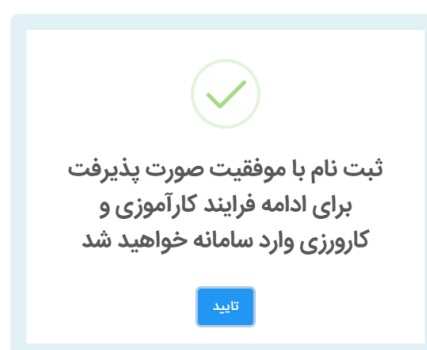 ثبت نام با موفقیت صورت پذیرفت
برای ادامه فرایند کارآموزی و
کارورزی وارد سامانه خواهید شد
تایید